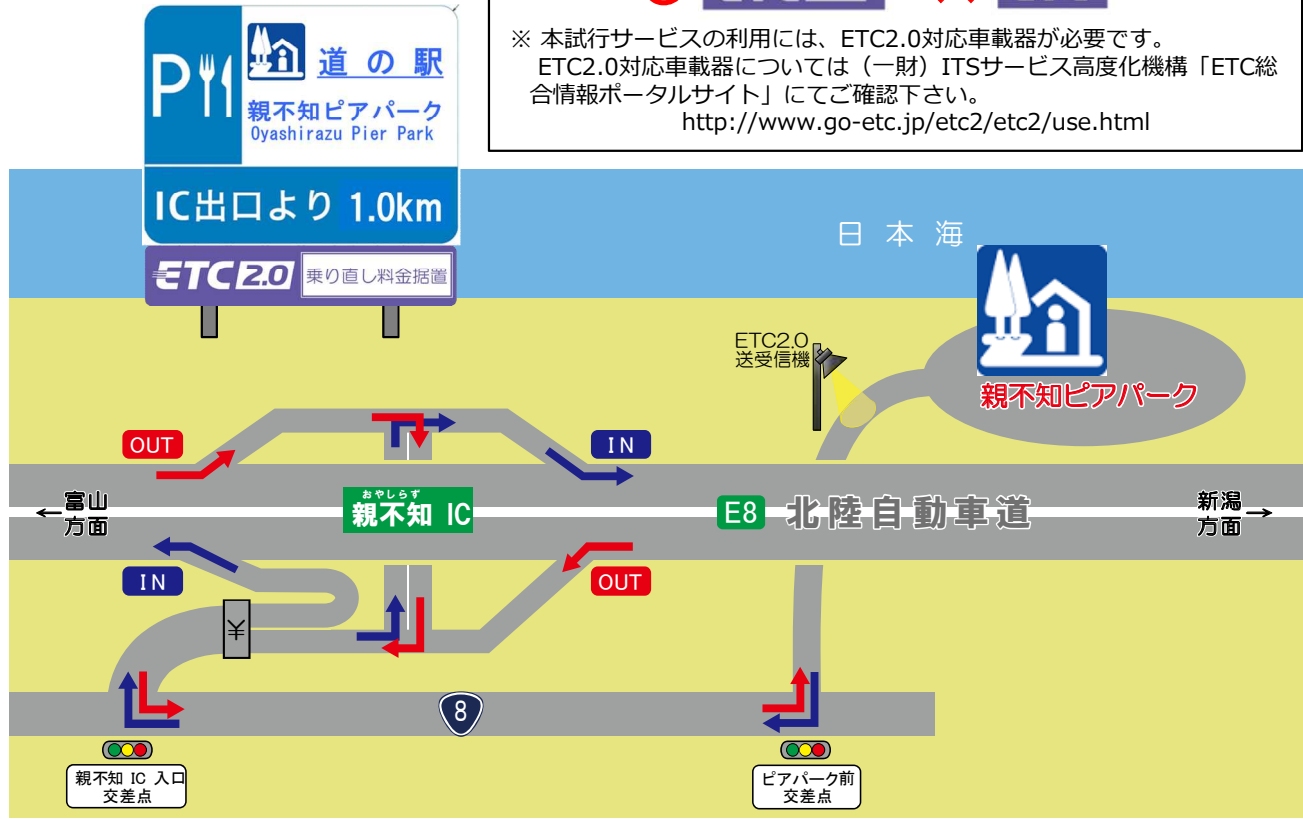 ※ 本試行サービスの利用には、ETC2.0対応車載器が必要です。
ETC2.0対応車載器については（一財）ITSサービス高度化機構「ETC総
合情報ポータルサイト」にてご確認下さい。
http://www.go-etc.jp/etc2/etc2/use.html
P
道の駅
親不知ピアパーク
Oyashirazu Pier Park
IC出口より 1.0km
ETC2.0 乗り直し料金据置
日本海
ETC2.0
送受信機
親不知ピアパーク
OUT
IN
←富山
方面
おやしらず
親不知 IC
E8 北陸自動車道
新潟→
方面
IN
OUT
¥
8
親不知 IC 入口
交差点
ピアパーク前
交差点